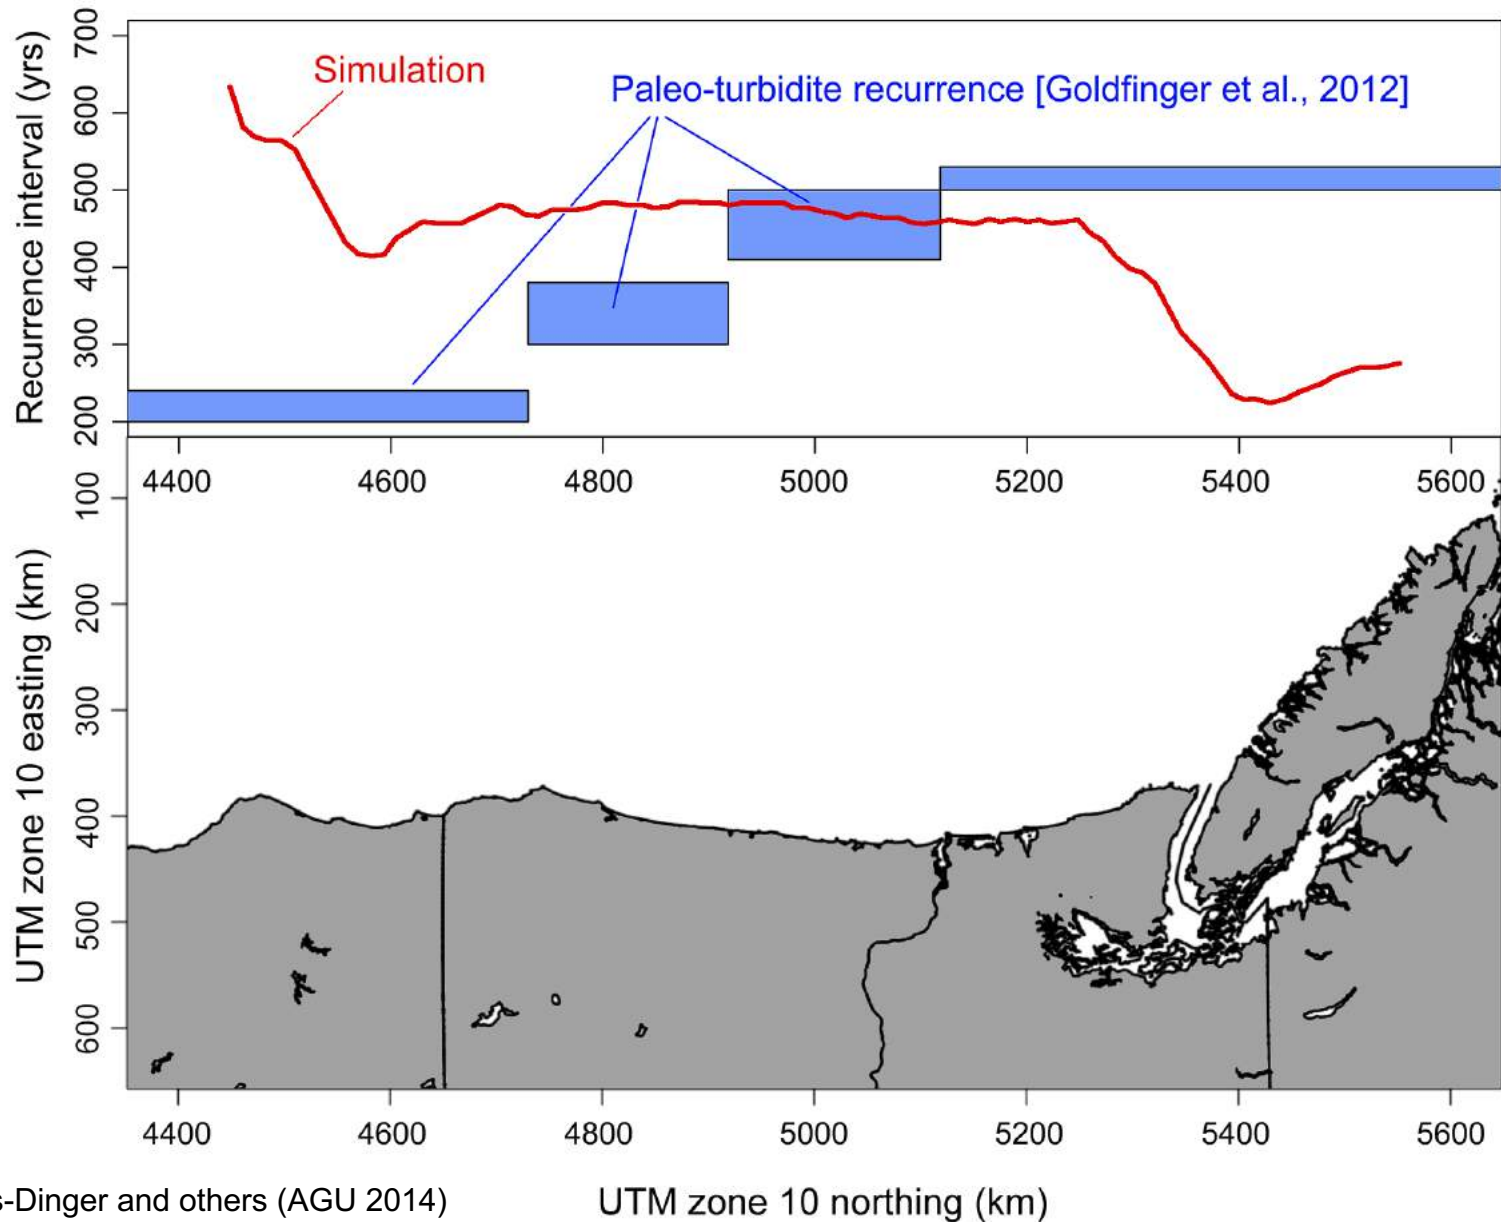 Recurrence interval (yrs)
700
600
500
400
300
200
Simulation
Paleo-turbidite recurrence [Goldfinger et al., 2012]
4400 4600 4800 5000 5200 5400 5600
UTM zone 10 easting (km)
100
200
300
400
500
600
4400 4600 4800 5000 5200 5400 5600
s-Dinger and others (AGU 2014)
UTM zone 10 northing (km)